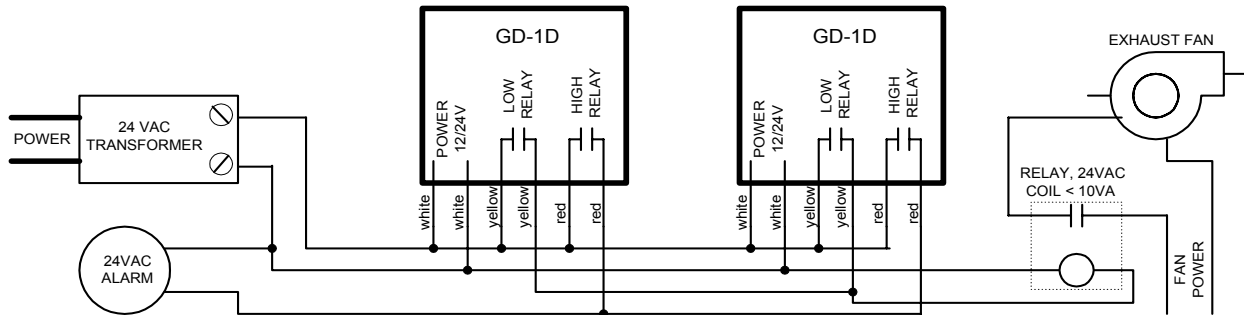 POWER
24 VAC
TRANSFORMER
24VAC
ALARM
GD-1D
POWER
12/24V
LOW
RELAY
HIGH
RELAY
white
white
yellow
yellow
red
red
GD-1D
POWER
12/24V
LOW
RELAY
HIGH
RELAY
white
white
yellow
yellow
red
red
EXHAUST FAN
RELAY, 24VAC
COIL < 10VA
FAN
POWER